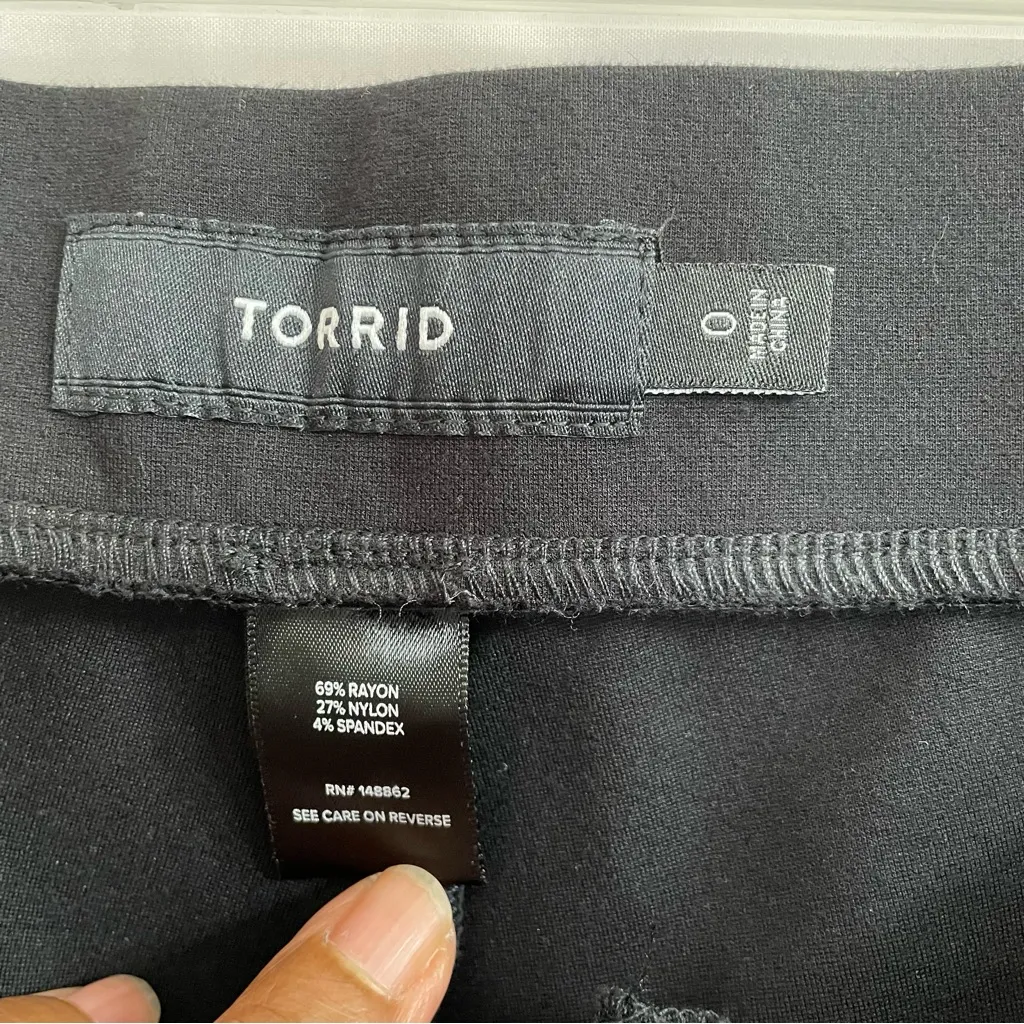 TORRID
0
MADE IN
CHINA
69% RAYON
27% NYLON
4% SPANDEX
RN# 148862
SEE CARE ON REVERSE